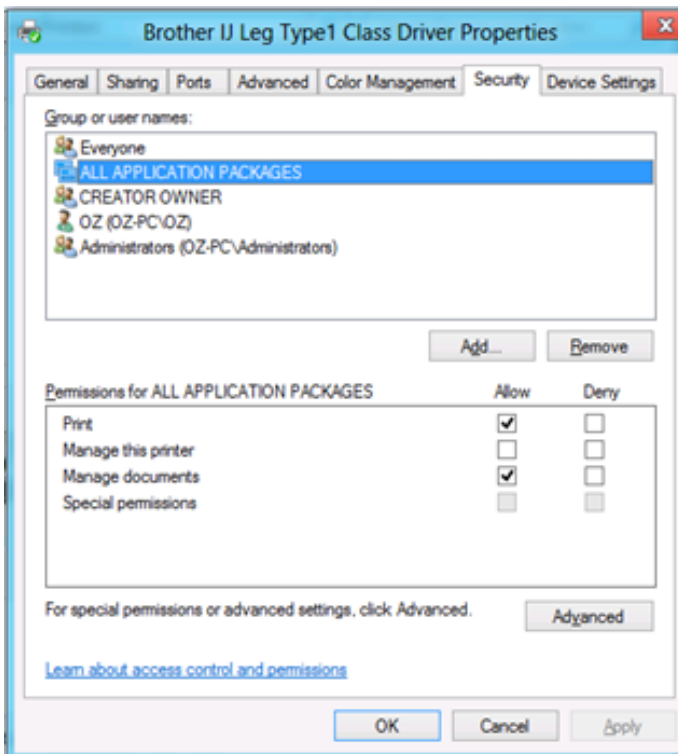 Brother IJ Leg Type1 Class Driver Properties
General Sharing Ports Advanced Color Management Security Device Settings
Group or user names:
Everyone
ALL APPLICATION PACKAGES
CREATOR OWNER
OZ (OZ-PC\OZ)
Administrators (OZ-PC\Administrators)
Add... Remove
Permissions for ALL APPLICATION PACKAGES Allow Deny
Print
Manage this printer
Manage documents
Special permissions
For special permissions or advanced settings, click Advanced. Advanced
Learn about access control and permissions
OK Cancel Apply